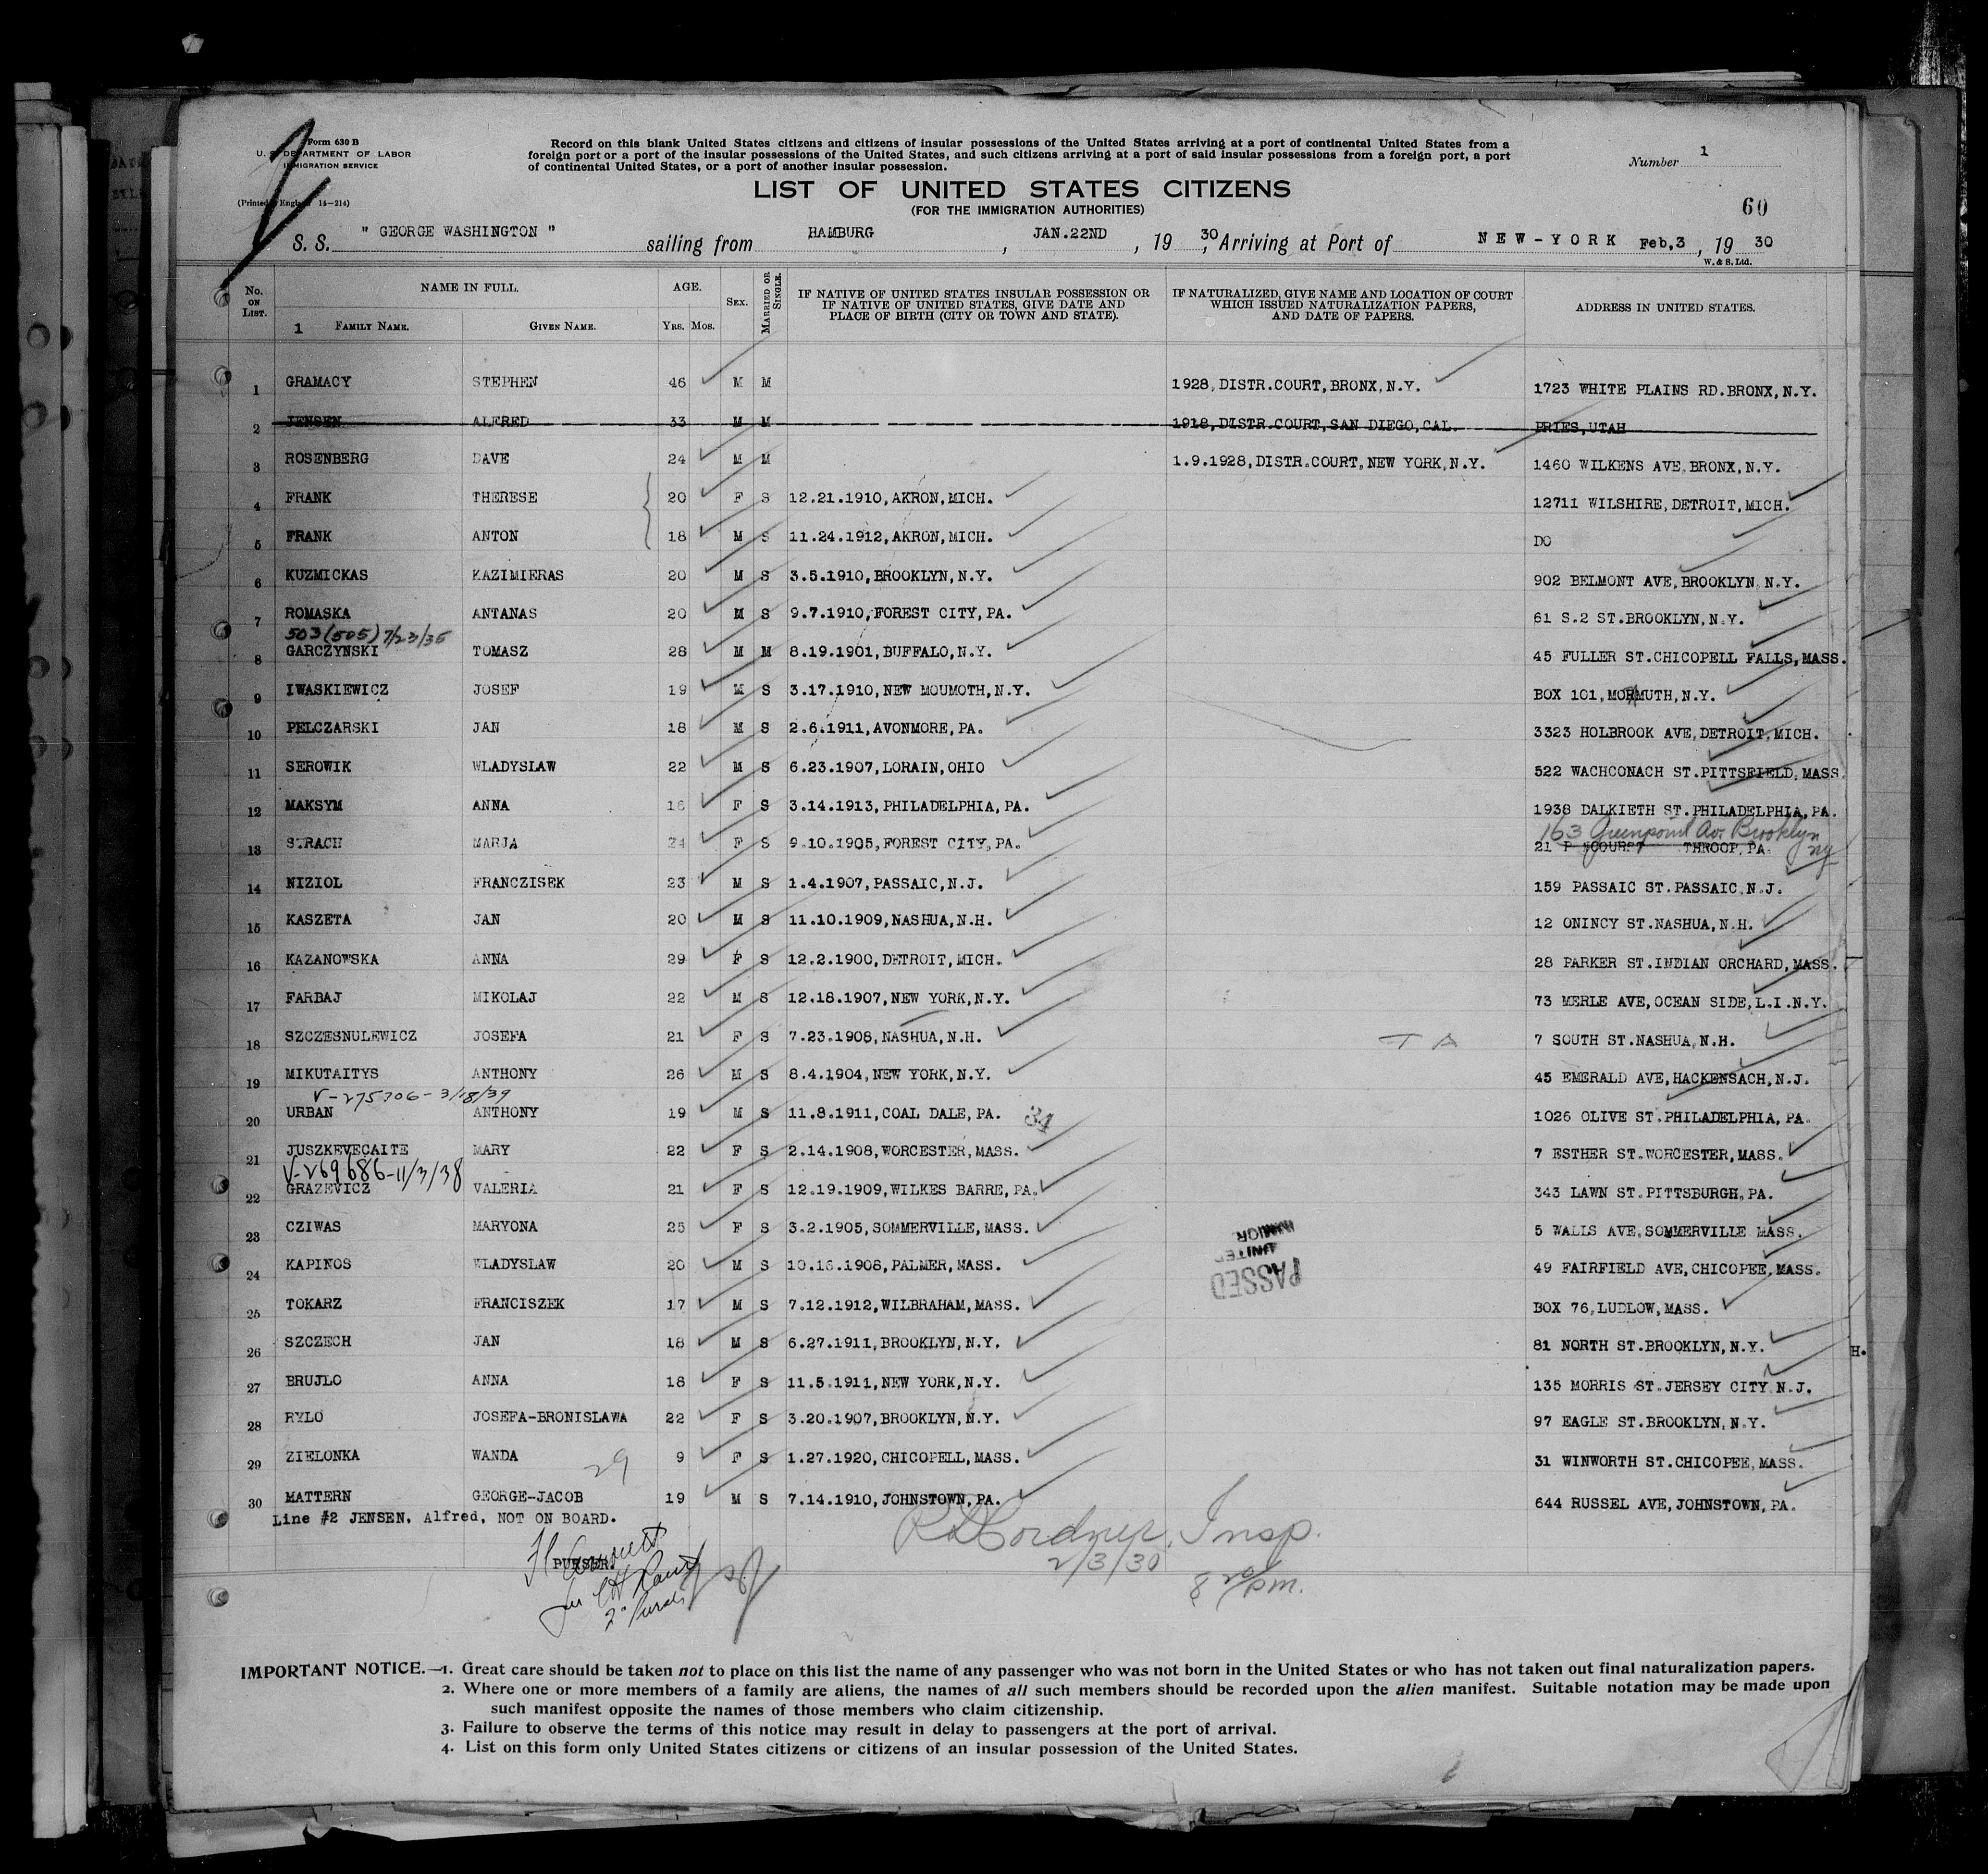 Form 630 B
U. S. DEPARTMENT OF LABOR
IMMIGRATION SERVICE
(Printed England 14-214)
Record on this blank United States citizens and citizens of insular possessions of the United States arriving at a port of continental United States from a
foreign port or a port of the insular possessions of the United States, and such citizens arriving at a port of said insular possessions from a foreign port, a port
of continental United States, or a port of another insular possession.
Number 1
LIST OF UNITED STATES CITIZENS
(FOR THE IMMIGRATION AUTHORITIES)
60
S. S. " GEORGE WASHINGTON " sailing from HAMBURG, JAN.22ND, 19 30, Arriving at Port of NEW-YORK Feb,3, 19 30
W. & S. Ltd.
No. ON LIST. NAME IN FULL. AGE. SEX. MARRIED OR SINGLE. IF NATIVE OF UNITED STATES INSULAR POSSESSION OR IF NATIVE OF UNITED STATES, GIVE DATE AND PLACE OF BIRTH (CITY OR TOWN AND STATE). IF NATURALIZED, GIVE NAME AND LOCATION OF COURT WHICH ISSUED NATURALIZATION PAPERS, AND DATE OF PAPERS. ADDRESS IN UNITED STATES.
1 FAMILY NAME. GIVEN NAME. YRS. MOS.
1 GRAMACY STEPHEN 46 M M 1928, DISTR.COURT, BRONX, N.Y. 1723 WHITE PLAINS RD.BRONX, N.Y.
2 JENSEN ALFRED 33 M M 1918, DISTR.COURT, SAN DIEGO, CAL. PRIES, UTAH
3 ROSENBERG DAVE 24 M M 1.9.1928, DISTR.COURT, NEW YORK, N.Y. 1460 WILKENS AVE, BRONX, N.Y.
4 FRANK THERESE 20 F S 12.21.1910, AKRON, MICH. 12711 WILSHIRE, DETROIT, MICH.
5 FRANK ANTON 18 M S 11.24.1912, AKRON, MICH. DO
6 KUZMICKAS KAZIMIERAS 20 M S 3.5.1910, BROOKLYN, N.Y. 902 BELMONT AVE, BROOKLYN N.Y.
7 ROMASKA ANTANAS 20 M S 9.7.1910, FOREST CITY, PA. 61 S.2 ST.BROOKLYN, N.Y.
503 (505) 7/23/35
8 GARCZYNSKI TOMASZ 28 M M 8.19.1901, BUFFALO, N.Y. 45 FULLER ST.CHICOPELL FALLS, MASS.
9 IWASKIEWICZ JOSEF 19 M S 3.17.1910, NEW MOUMOTH, N.Y. BOX 101, MORMUTH, N.Y.
10 PELCZARSKI JAN 18 M S 2.6.1911, AVONMORE, PA. 3323 HOLBROOK AVE, DETROIT, MICH.
11 SEROWIK WLADYSLAW 22 M S 6.23.1907, LORAIN, OHIO 522 WACHCONACH ST.PITTSFIELD, MASS.
12 MAKSYM ANNA 16 F S 3.14.1913, PHILADELPHIA, PA. 1938 DALKIETH ST.PHILADELPHIA, PA.
163 Greenpoint Av. Brooklyn ny
13 STRACH MARJA 24 F S 9.10.1905, FOREST CITY, PA. 21 THROOP, PA.
14 NIZIOL FRANCZISEK 23 M S 1.4.1907, PASSAIC, N.J. 159 PASSAIC ST.PASSAIC, N.J.
15 KASZETA JAN 20 M S 11.10.1909, NASHUA, N.H. 12 ONINCY ST.NASHUA, N.H.
16 KAZANOWSKA ANNA 29 F S 12.2.1900, DETROIT, MICH. 28 PARKER ST.INDIAN ORCHARD, MASS.
17 FARBAJ MIKOLAJ 22 M S 12.18.1907, NEW YORK, N.Y. 73 MERLE AVE, OCEAN SIDE, L.I.N.Y.
18 SZCZESNULEWICZ JOSEFA 21 F S 7.23.1908, NASHUA, N.H. T A 7 SOUTH ST.NASHUA, N.H.
19 MIKUTAITYS ANTHONY 26 M S 8.4.1904, NEW YORK, N.Y. 45 EMERALD AVE, HACKENSACH, N.J.
V-275706-3/18/39
20 URBAN ANTHONY 19 M S 11.8.1911, COAL DALE, PA. 34 1026 OLIVE ST.PHILADELPHIA, PA.
21 JUSZKEVECAITE MARY 22 F S 2.14.1908, WORCESTER, MASS. 7 ESTHER ST.WORCESTER, MASS.
V-269686-11/3/38
22 GRAZEVICZ VALERIA 21 F S 12.19.1909, WILKES BARRE, PA. 343 LAWN ST.PITTSBURGH, PA.
23 CZIWAS MARYONA 25 F S 3.2.1905, SOMMERVILLE, MASS. 5 WALLS AVE, SOMMERVILLE MASS.
24 KAPINOS WLADYSLAW 20 M S 10.16.1908, PALMER, MASS. PASSED 49 FAIRFIELD AVE, CHICOPEE, MASS.
25 TOKARZ FRANCISZEK 17 M S 7.12.1912, WILBRAHAM, MASS. BOX 76, LUDLOW, MASS.
26 SZCZECH JAN 18 M S 6.27.1911, BROOKLYN, N.Y. 81 NORTH ST.BROOKLYN, N.Y. H.
27 BRUJLO ANNA 18 F S 11.5.1911, NEW YORK, N.Y. 135 MORRIS ST.JERSEY CITY N.J.
28 RYLO JOSEFA-BRONISLAWA 22 F S 3.20.1907, BROOKLYN, N.Y. 97 EAGLE ST.BROOKLYN, N.Y.
29 ZIELONKA WANDA 29 9 F S 1.27.1920, CHICOPELL, MASS. 31 WINWORTH ST.CHICOPEE, MASS.
30 MATTERN GEORGE-JACOB 19 M S 7.14.1910, JOHNSTOWN, PA. 644 RUSSEL AVE, JOHNSTOWN, PA.
Line #2 JENSEN, Alfred, NOT ON BOARD.
Insp.
PURSER.
2/3/30
8 20/pm.
IMPORTANT NOTICE.—1. Great care should be taken not to place on this list the name of any passenger who was not born in the United States or who has not taken out final naturalization papers.
2. Where one or more members of a family are aliens, the names of all such members should be recorded upon the alien manifest. Suitable notation may be made upon
such manifest opposite the names of those members who claim citizenship.
3. Failure to observe the terms of this notice may result in delay to passengers at the port of arrival.
4. List on this form only United States citizens or citizens of an insular possession of the United States.